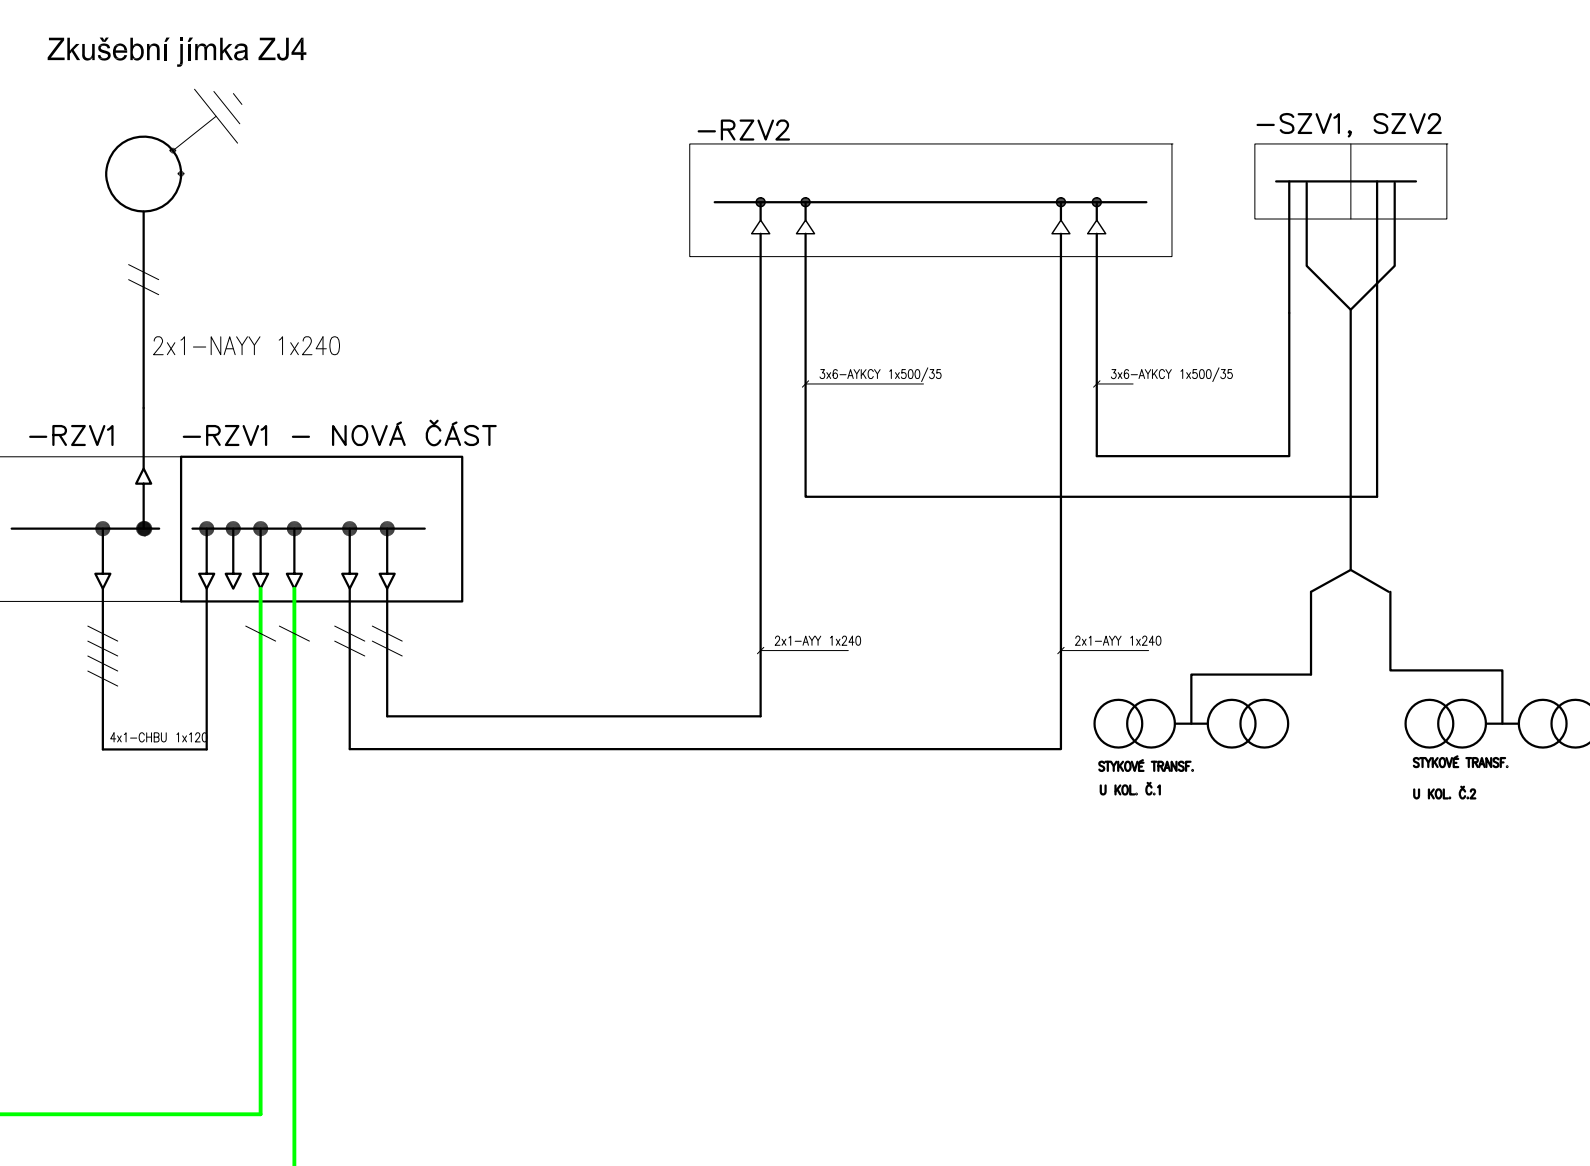 Zkušební jímka ZJ4
-RZV2
-SZV1, SZV2
2x1-NAYY 1x240
3x6-AYKCY 1x500/35
3x6-AYKCY 1x500/35
-RZV1
-RZV1 - NOVÁ ČÁST
2x1-AYY 1x240
2x1-AYY 1x240
4x1-CHBU 1x120
STYKOVÉ TRANSF.
U KOL. Č.1
STYKOVÉ TRANSF.
U KOL. Č.2